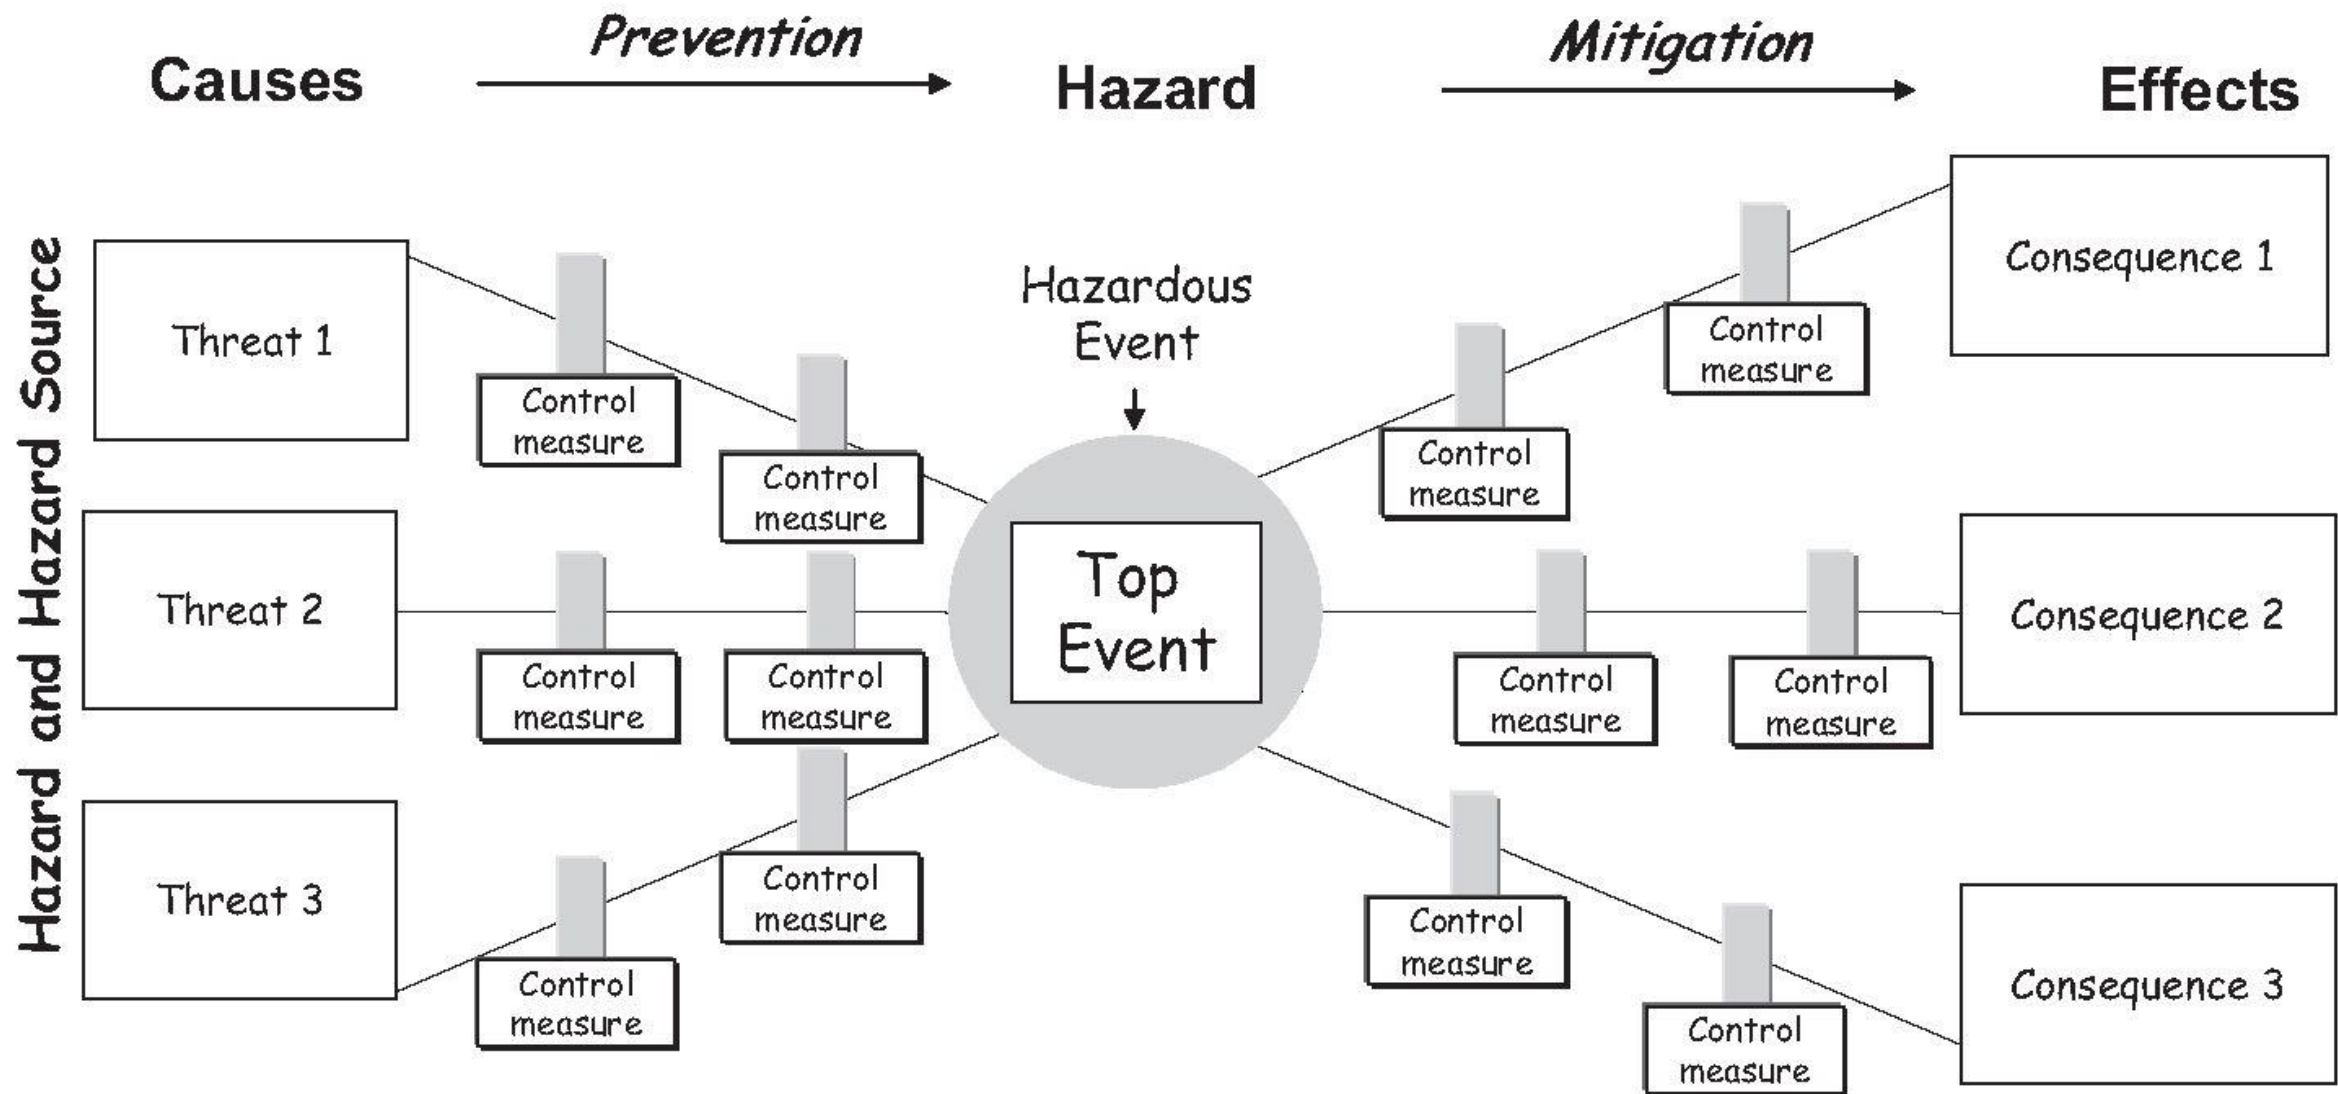 Prevention
Mitigation
Causes
Hazard
Effects
Hazard and Hazard Source
Threat 1
Control
measure
Control
measure
Hazardous
Event
Control
measure
Control
measure
Consequence 1
Threat 2
Control
measure
Control
measure
Top
Event
Control
measure
Control
measure
Consequence 2
Threat 3
Control
measure
Control
measure
Control
measure
Control
measure
Consequence 3